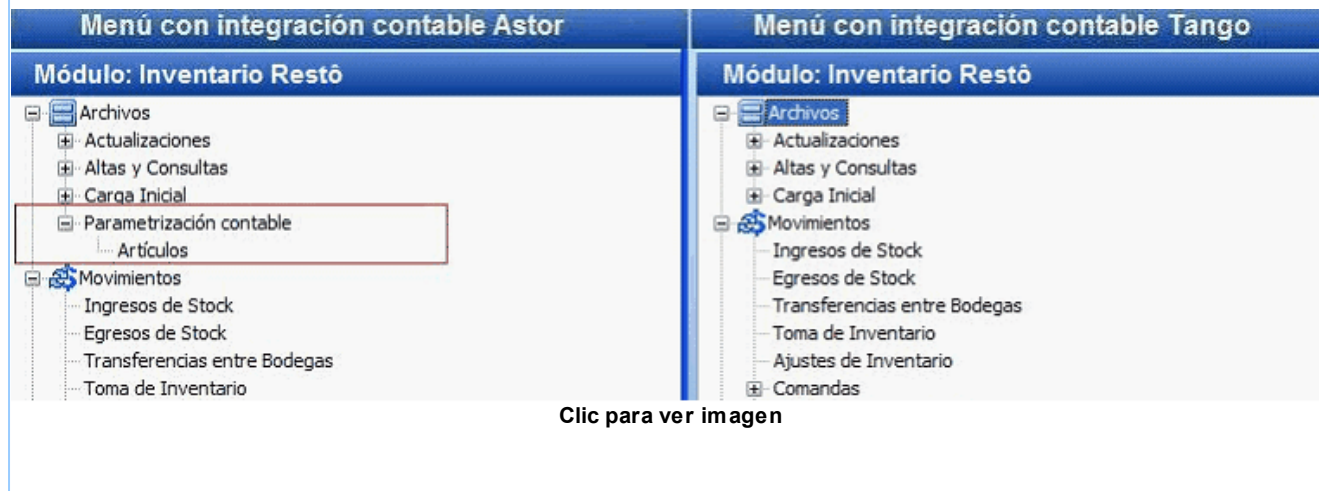 Menú con integración contable Astor
Módulo: Inventario Restô
Archivos
Actualizaciones
Altas y Consultas
Carga Inicial
Parametrización contable
Artículos
Movimientos
Ingresos de Stock
Egresos de Stock
Transferencias entre Bodegas
Toma de Inventario
Menú con integración contable Tango
Módulo: Inventario Restô
Archivos
Actualizaciones
Altas y Consultas
Carga Inicial
Movimientos
Ingresos de Stock
Egresos de Stock
Transferencias entre Bodegas
Toma de Inventario
Ajustes de Inventario
Comandas
Clic para ver imagen